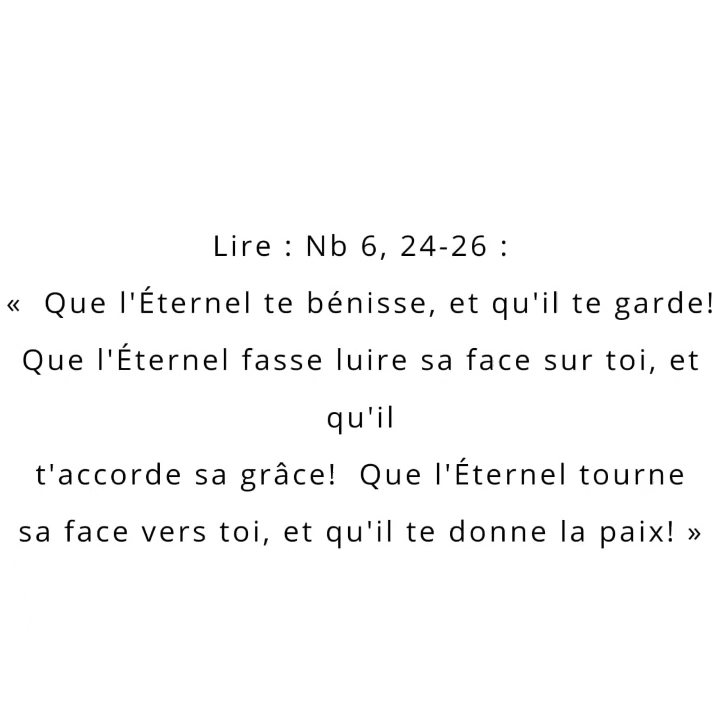 Lire : Nb 6, 24-26 :
«  Que l'Éternel te bénisse, et qu'il te garde!
Que l'Éternel fasse luire sa face sur toi, et
qu'il
t'accorde sa grâce!  Que l'Éternel tourne
sa face vers toi, et qu'il te donne la paix! »